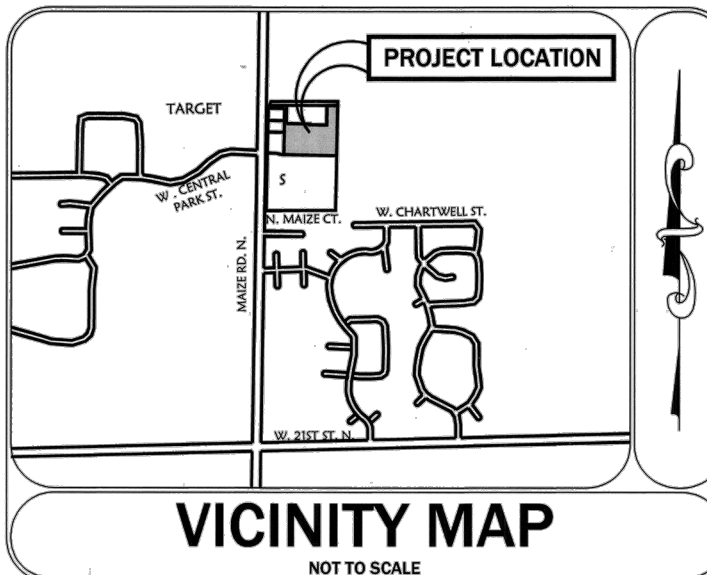 PROJECT LOCATION
TARGET
W. CENTRAL
PARK ST.
S
N. MAIZE CT.
W. CHARTWELL ST.
MAIZE RD. N.
W. 21ST ST. N.
VICINITY MAP
NOT TO SCALE